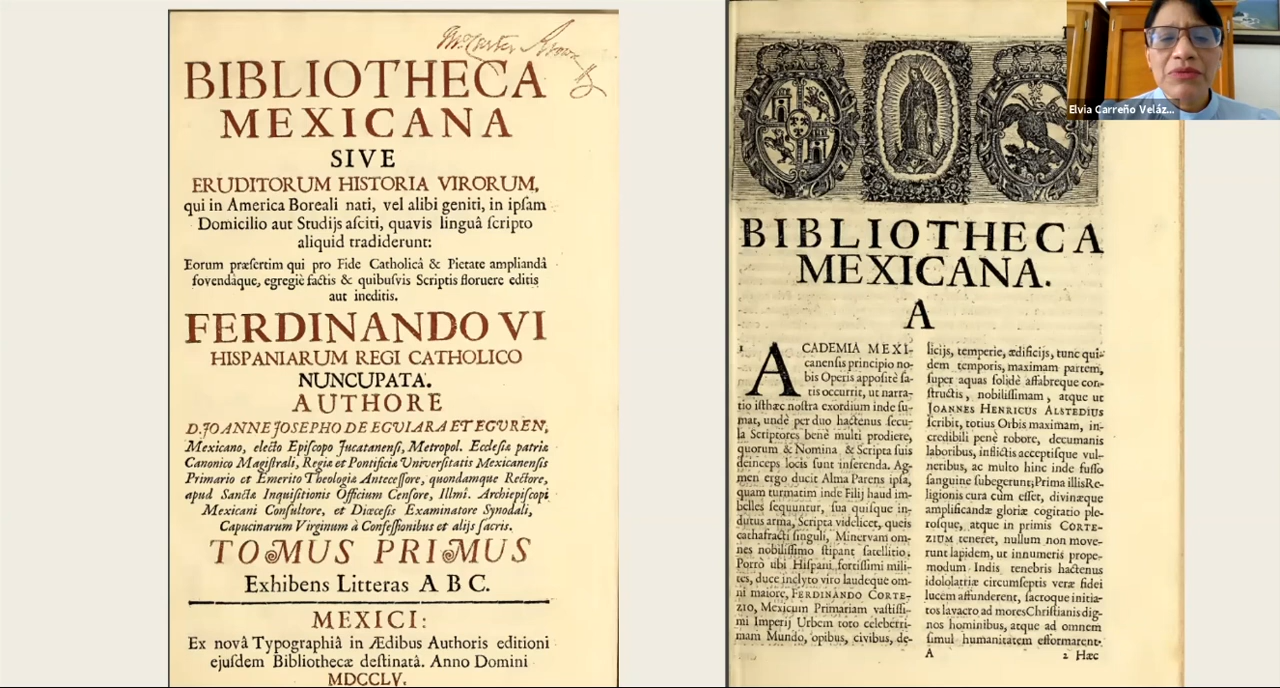 BIBLIOTHECA
MEXICANA
SIVE
ERUDITORUM HISTORIA VIRORUM,
qui in America Boreali nati, vel alibi geniti, in ipsam
Domicilio aut Studijs asciti, quavis linguâ scripto
aliquid tradiderunt:
Eorum præsertim qui pro Fide Catholicâ & Pietate ampliandâ
fovendâque, egregiè factis & quibusvis Scriptis floruere editis
aut ineditis.
FERDINANDO VI
HISPANIARUM REGI CATHOLICO
NUNCUPATA.
AUTHORE
D. JOANNE JOSEPHO DE EGUIARA ET EGUREN,
Mexicano, electo Episcopo Jucatanensi, Metropol. Ecclesiæ patriæ
Canonico Magistrali, Regiæ et Pontificiæ Universitatis Mexicanensis
Primario et Emerito Theologiæ Antecessore, quondamque Rectore,
apud Sanctæ Inquisitionis Officium Censore, Illmi. Archiepiscopi
Mexicani Consultore, et Diœcesis Examinatore Synodali,
Capucinarum Virginum à Confessionibus et alijs sacris.
TOMUS PRIMUS
Exhibens Litteras A B C.
MEXICI:
Ex novâ Typographiâ in Ædibus Authoris editioni
ejusdem Bibliothecæ destinatâ. Anno Domini
MDCCLV.
Elvia Carreño Veláz...
BIBLIOTHECA
MEXICANA.
A
1
ACADEMIA MEXI-
canensis principio no-
bis Operis appositè sa-
tis occurrit, ut narra-
tio isthæc nostra exordium inde su-
mat, undè per duo hactenus secu-
la Scriptores bene multi prodiere,
quorum & Nomina & Scripta suis
deinceps locis sunt inserenda. Ag-
men ergo ducit Alma Parens ipsa,
quam turmatim inde Filij haud im-
belles sequuntur, sua quisque in-
dutus arma, Scripta videlicet, queis
cathafracti singuli, Minervam om-
nes nobilissimo stipant satellitio.
Porrò ubi Hispani fortissimi mili-
tes, duce inclyto viro laudeque om-
ni maiore, FERDINANDO CORTE-
ZIO, Mexicum Primariam vastissi-
mi Imperij Urbem toto celeberri-
mam Mundo, opibus, civibus, de-
licijs, temperie, ædificijs, tunc qui-
dem temporis, maximam partem,
super aquas solidè affabreque con-
structis, nobilissimam, atque ut
JOANNES HENRICUS ALSTEDIUS
scribit, totius Orbis maximam, in-
credibili penè robore, decumanis
laboribus, inflictis acceptisque vul-
neribus, ac multo hinc inde fuso
sanguine subegerunt; Prima illis Re-
ligionis cura cùm esset, divinæque
amplificandæ gloriæ cogitatio ple-
rosque, atque in primis CORTE-
ZIUM teneret, nullum non move-
runt lapidem, ut innumeris prope-
modum Indis tenebris hactenus
idololatriæ circumseptis veræ fidei
lucem affunderent, sacroque initia-
tos lavacro ad mores Christianis dig-
nos hominibus, atque ad omnem
simul humanitatem efformarent.
A
2 Hæc